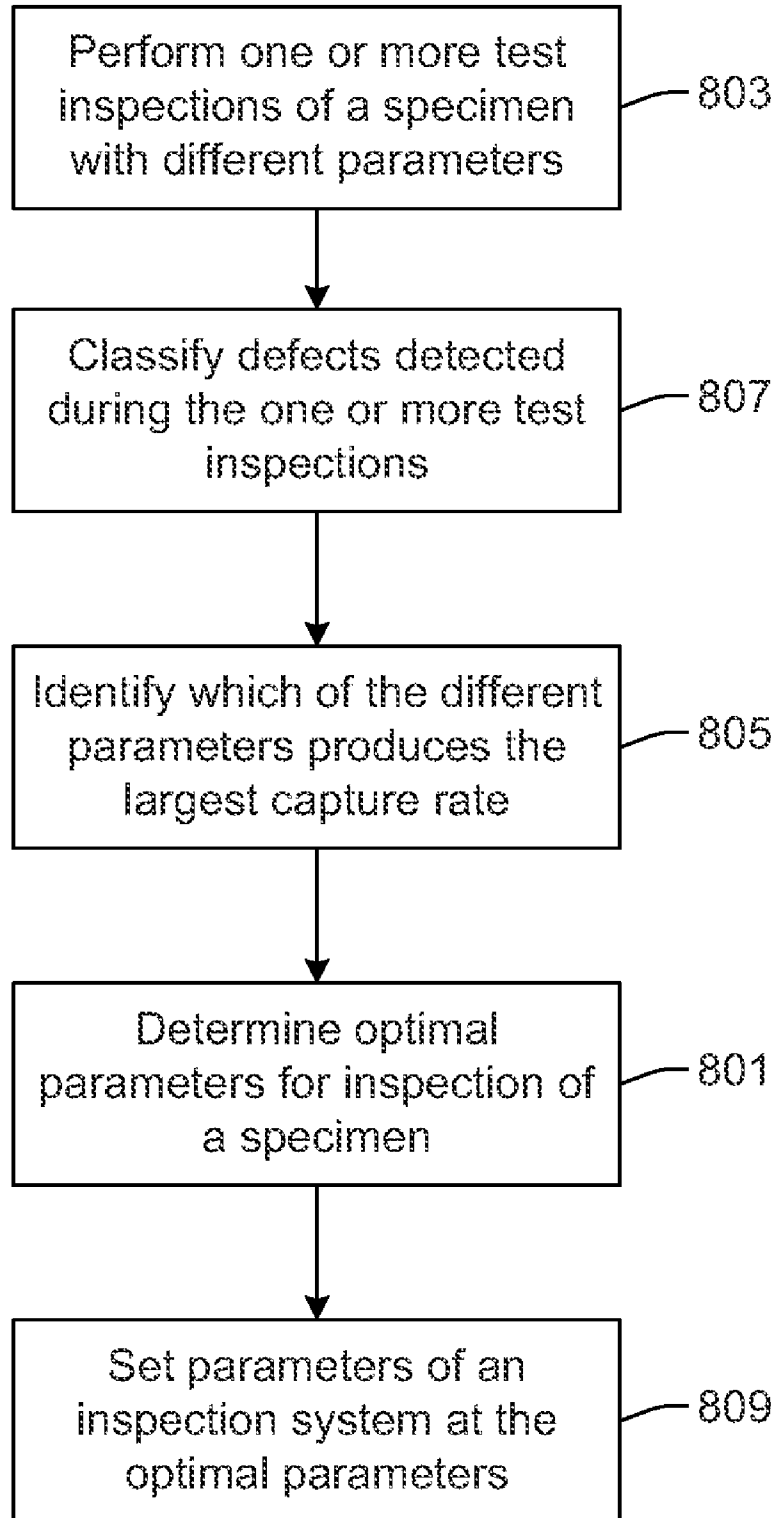 Perform one or more test
inspections of a specimen
with different parameters
803
Classify defects detected
during the one or more test
inspections
807
Identify which of the different
parameters produces the
largest capture rate
805
Determine optimal
parameters for inspection of
a specimen
801
Set parameters of an
inspection system at the
optimal parameters
809